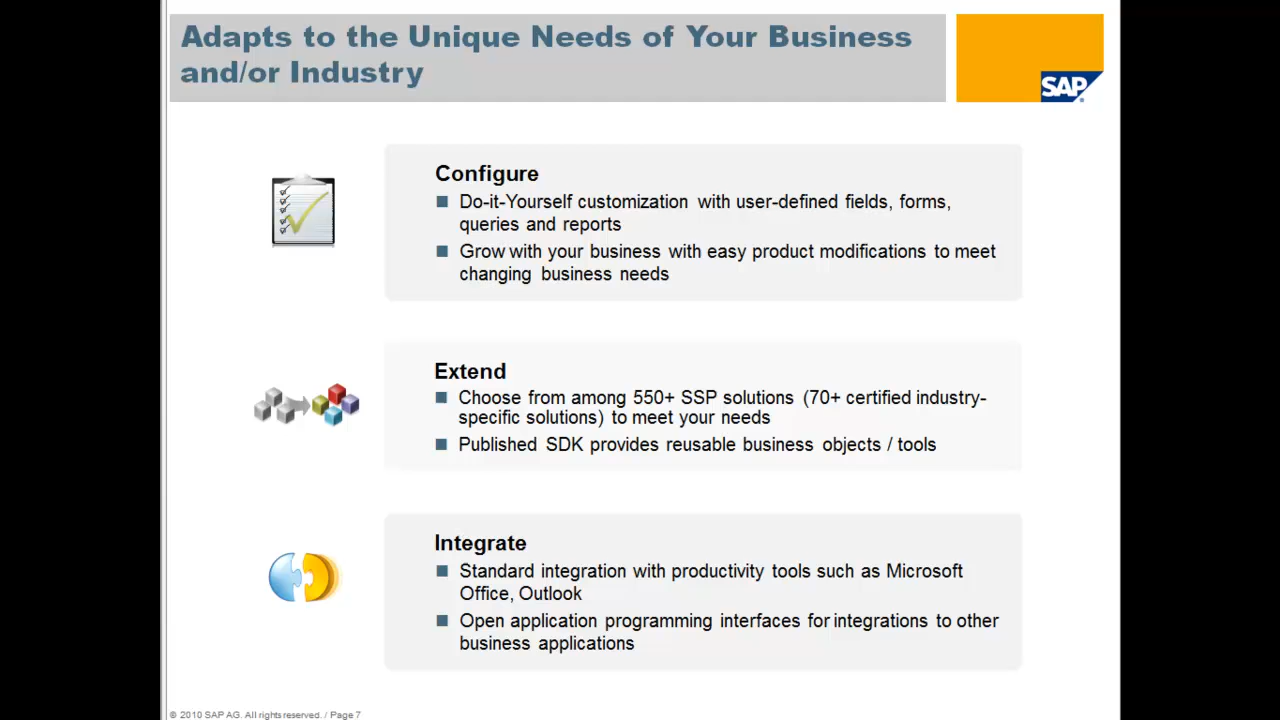 Adapts to the Unique Needs of Your Business
and/or Industry
SAP
Configure
Do-it-Yourself customization with user-defined fields, forms,
queries and reports
Grow with your business with easy product modifications to meet
changing business needs
Extend
Choose from among 550+ SSP solutions (70+ certified industry-
specific solutions) to meet your needs
Published SDK provides reusable business objects / tools
Integrate
Standard integration with productivity tools such as Microsoft
Office, Outlook
Open application programming interfaces for integrations to other
business applications
© 2010 SAP AG. All rights reserved. / Page 7